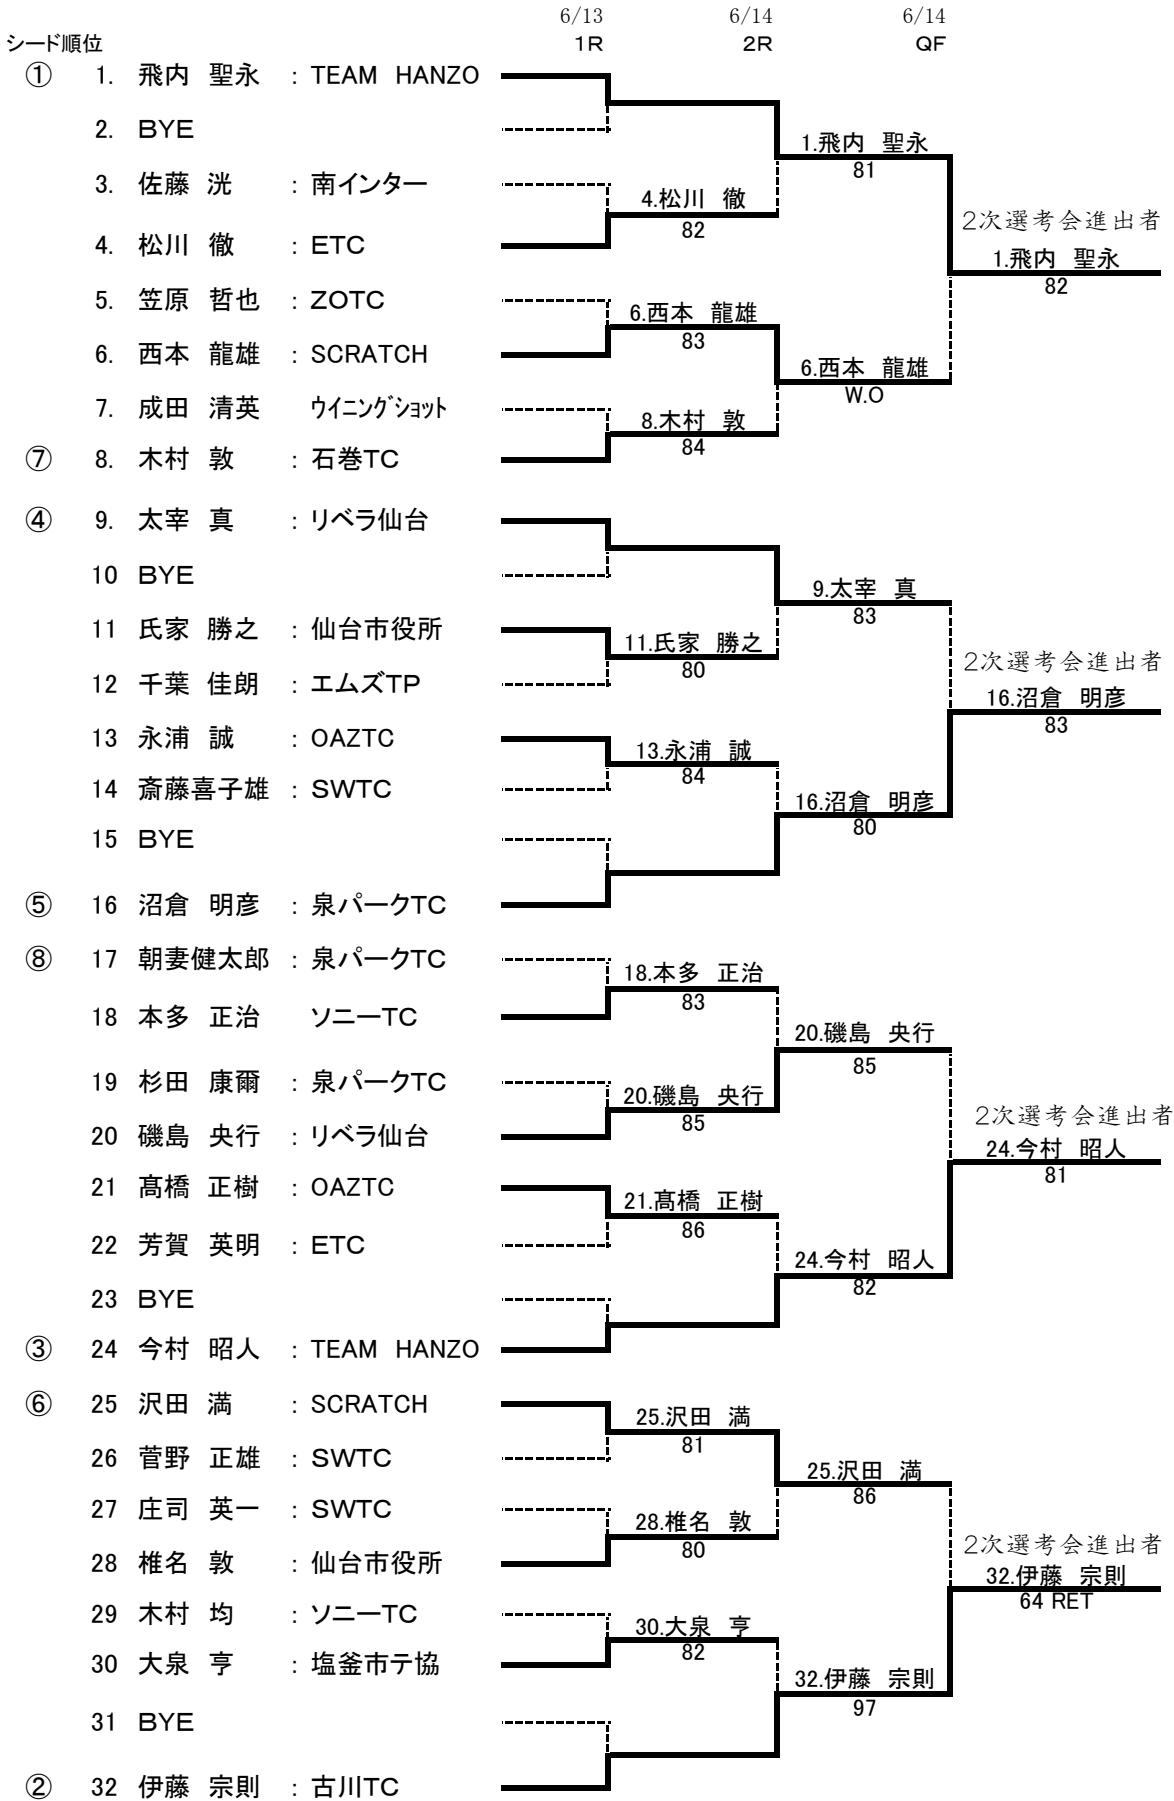 6/13 6/14 6/14
シード順位 1R 2R QF
① 1. 飛内 聖永 : TEAM HANZO
2. BYE
1.飛内 聖永
81
3. 佐藤 洸 : 南インター
4.松川 徹
82
2次選考会進出者
4. 松川 徹 : ETC
1.飛内 聖永
82
5. 笠原 哲也 : ZOTC
6.西本 龍雄
83
6. 西本 龍雄 : SCRATCH
6.西本 龍雄
W.O
7. 成田 清英 ウイニングショット
8.木村 敦
84
⑦ 8. 木村 敦 : 石巻TC
④ 9. 太宰 真 : リベラ仙台
10 BYE
9.太宰 真
83
11 氏家 勝之 : 仙台市役所
11.氏家 勝之
80
2次選考会進出者
12 千葉 佳朗 : エムズTP
16.沼倉 明彦
83
13 永浦 誠 : OAZTC
13.永浦 誠
84
14 斎藤喜子雄 : SWTC
16.沼倉 明彦
80
15 BYE
⑤ 16 沼倉 明彦 : 泉パークTC
⑧ 17 朝妻健太郎 : 泉パークTC
18.本多 正治
83
18 本多 正治 ソニーTC
20.磯島 央行
85
19 杉田 康爾 : 泉パークTC
20.磯島 央行
85
2次選考会進出者
20 磯島 央行 : リベラ仙台
24.今村 昭人
81
21 髙橋 正樹 : OAZTC
21.髙橋 正樹
86
22 芳賀 英明 : ETC
24.今村 昭人
82
23 BYE
③ 24 今村 昭人 : TEAM HANZO
⑥ 25 沢田 満 : SCRATCH
25.沢田 満
81
26 菅野 正雄 : SWTC
25.沢田 満
86
27 庄司 英一 : SWTC
28.椎名 敦
80
2次選考会進出者
28 椎名 敦 : 仙台市役所
32.伊藤 宗則
64 RET
29 木村 均 : ソニーTC
30.大泉 亨
82
30 大泉 亨 : 塩釜市テ協
32.伊藤 宗則
97
31 BYE
② 32 伊藤 宗則 : 古川TC